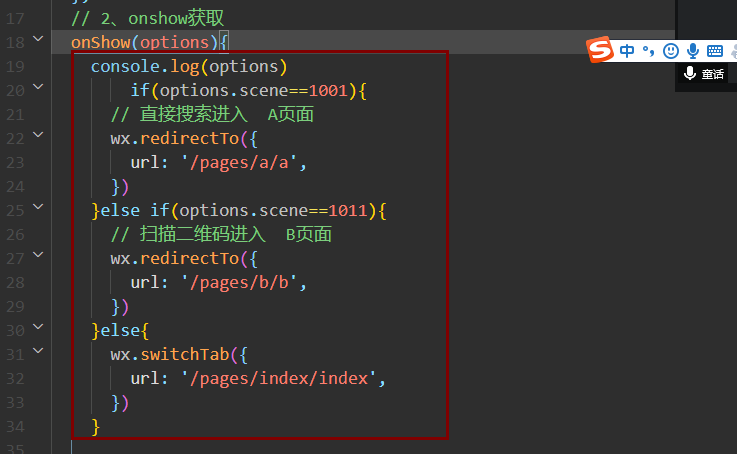 17 // 2、onshow获取
18 onShow(options){
19 console.log(options)
20 if(options.scene==1001){
21 // 直接搜索进入  A页面
22 wx.redirectTo({
23 url: '/pages/a/a',
24 })
25 }else if(options.scene==1011){
26 // 扫描二维码进入  B页面
27 wx.redirectTo({
28 url: '/pages/b/b',
29 })
30 }else{
31 wx.switchTab({
32 url: '/pages/index/index',
33 })
34 }
35
S 中
童话